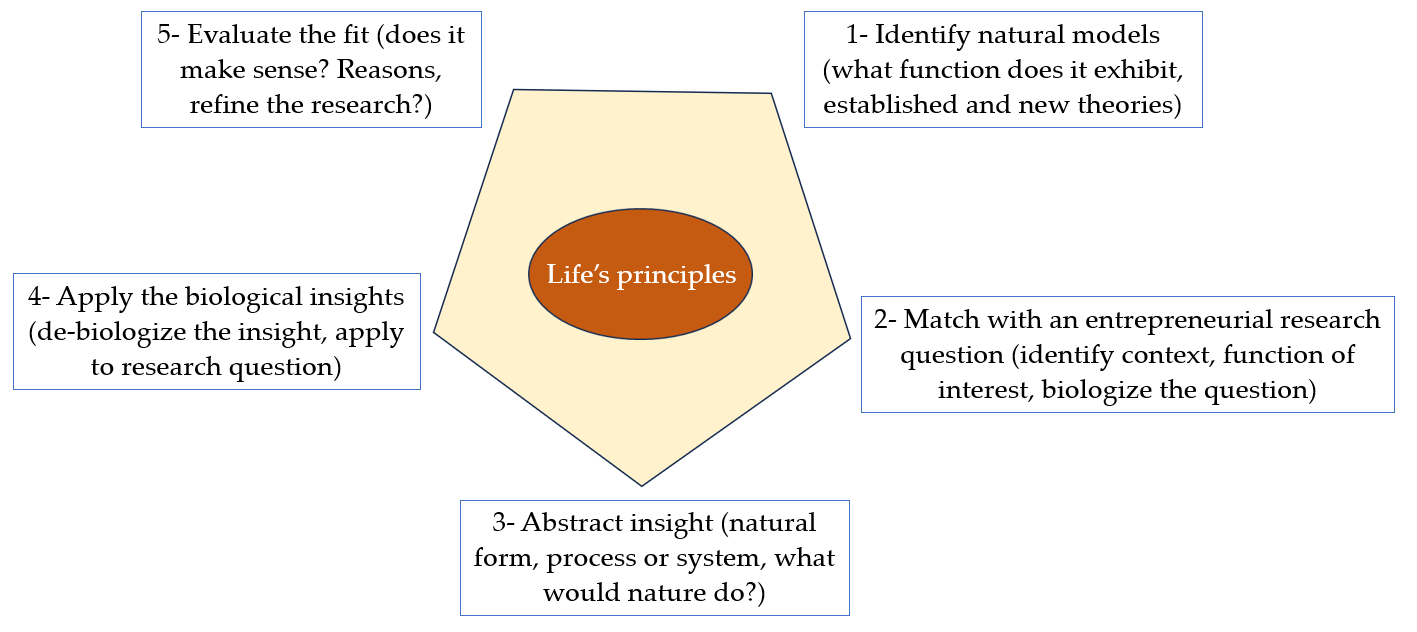 5- Evaluate the fit (does it
make sense? Reasons,
refine the research?)
1- Identify natural models
(what function does it exhibit,
established and new theories)
Life’s principles
4- Apply the biological insights
(de-biologize the insight, apply
to research question)
2- Match with an entrepreneurial research
question (identify context, function of
interest, biologize the question)
3- Abstract insight (natural
form, process or system, what
would nature do?)